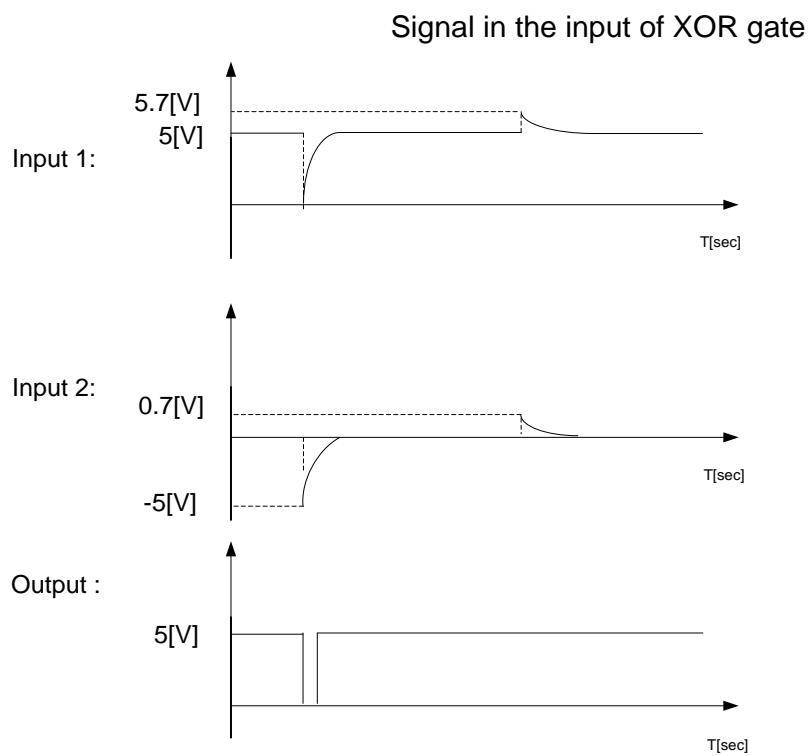 Signal in the input of XOR gate
5.7[V]
5[V]
Input 1:
T[sec]
Input 2:
0.7[V]
T[sec]
-5[V]
Output :
5[V]
T[sec]